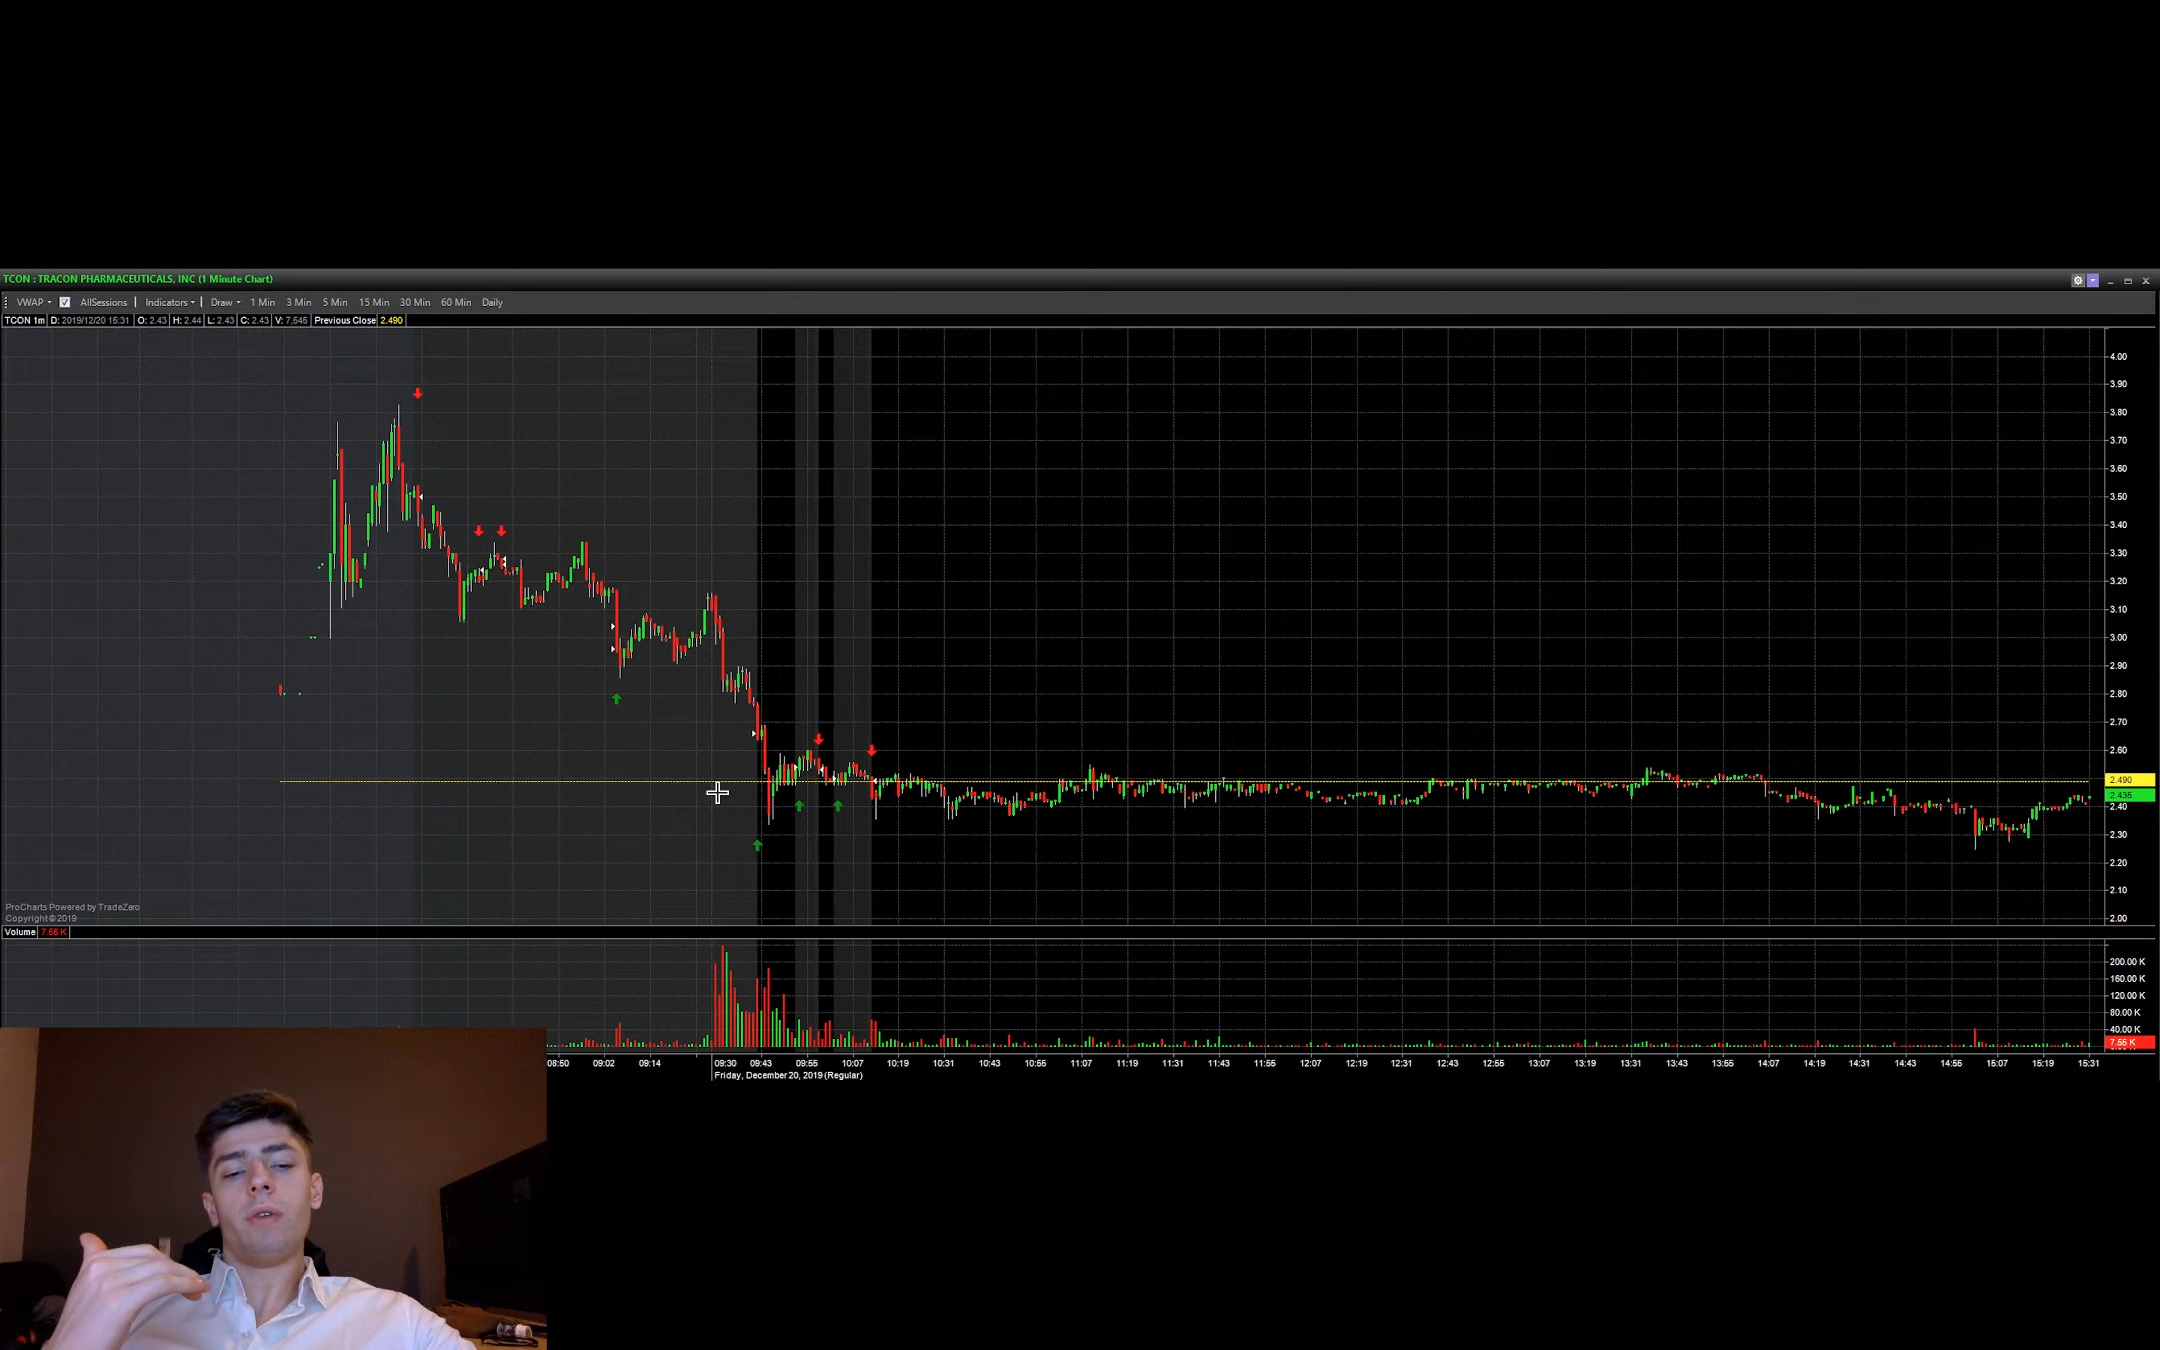 TCON : TRACON PHARMACEUTICALS, INC (1 Minute Chart)
VWAP AllSessions Indicators Draw 1 Min 3 Min 5 Min 15 Min 30 Min 60 Min Daily
TCON 1m D: 2019/12/20 15:31 O: 2.43 H: 2.44 L: 2.43 C: 2.43 V: 7,545 Previous Close 2.490
4.00
3.90
3.80
3.70
3.60
3.50
3.40
3.30
3.20
3.10
3.00
2.90
2.80
2.70
2.60
2.490
2.435
2.40
2.30
2.20
2.10
2.00
ProCharts Powered by TradeZero
Copyright ©2019
Volume 7.55 K
200.00 K
160.00 K
120.00 K
80.00 K
40.00 K
7.55 K
08:50 09:02 09:14 09:30 09:43 09:55 10:07 10:19 10:31 10:43 10:55 11:07 11:19 11:31 11:43 11:55 12:07 12:19 12:31 12:43 12:55 13:07 13:19 13:31 13:43 13:55 14:07 14:19 14:31 14:43 14:55 15:07 15:19 15:31
Friday, December 20, 2019 (Regular)